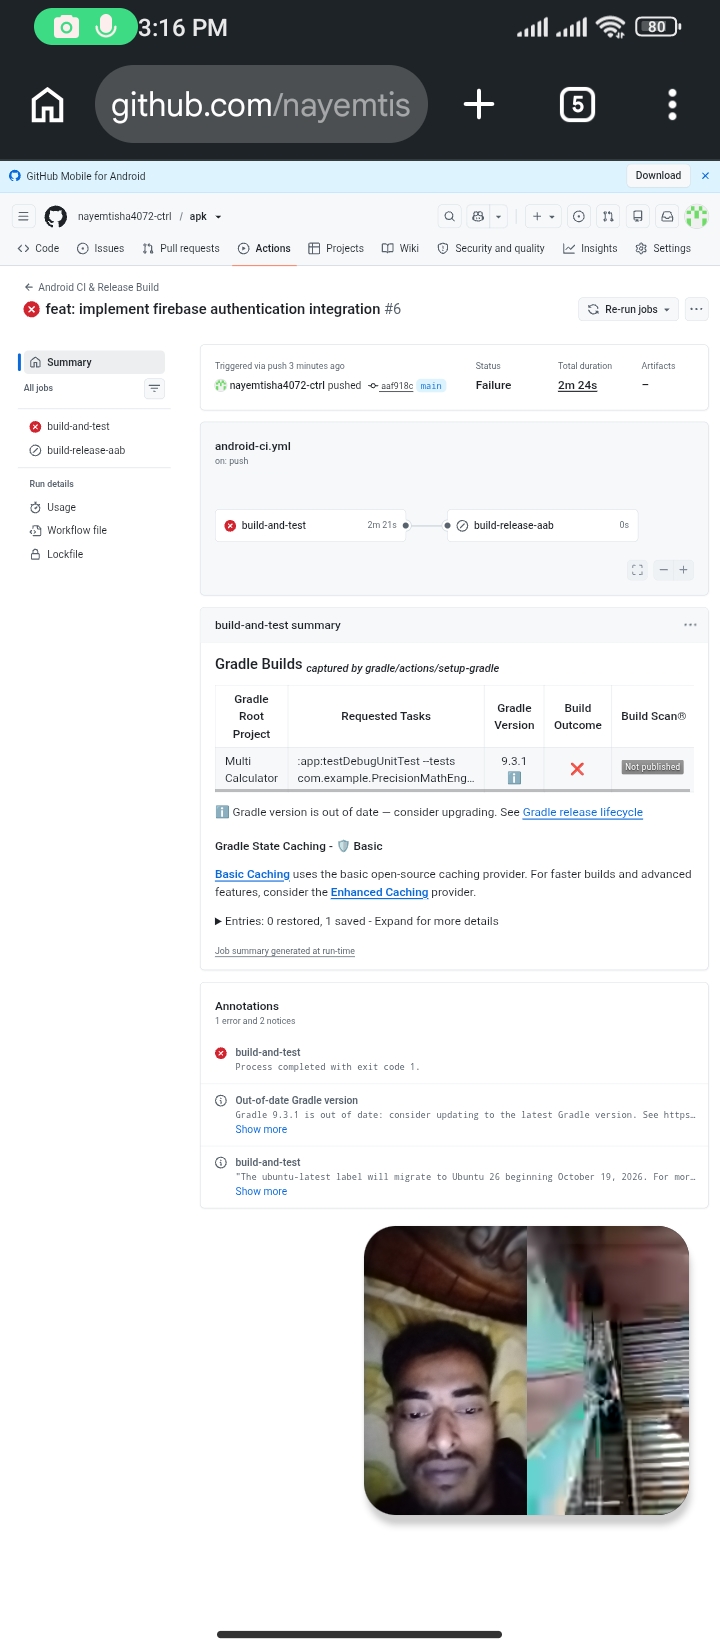 3:16 PM
80
github.com/nayemtis
5
GitHub Mobile for Android
Download
nayemtisha4072-ctrl / apk
Code
Issues
Pull requests
Actions
Projects
Wiki
Security and quality
Insights
Settings
Android CI & Release Build
feat: implement firebase authentication integration #6
Re-run jobs
Summary
All jobs
build-and-test
build-release-aab
Run details
Usage
Workflow file
Lockfile
Triggered via push 3 minutes ago
nayemtisha4072-ctrl pushed aaf918c main
Status
Failure
Total duration
2m 24s
Artifacts
–
android-ci.yml
on: push
build-and-test 2m 21s
build-release-aab 0s
build-and-test summary
Gradle Builds captured by gradle/actions/setup-gradle
Gradle Root Project
Requested Tasks
Gradle Version
Build Outcome
Build Scan®
Multi Calculator
:app:testDebugUnitTest --tests
com.example.PrecisionMathEng...
9.3.1
Not published
Gradle version is out of date — consider upgrading. See Gradle release lifecycle
Gradle State Caching - 🛡️ Basic
Basic Caching uses the basic open-source caching provider. For faster builds and advanced
features, consider the Enhanced Caching provider.
Entries: 0 restored, 1 saved - Expand for more details
Job summary generated at run-time
Annotations
1 error and 2 notices
build-and-test
Process completed with exit code 1.
Out-of-date Gradle version
Gradle 9.3.1 is out of date: consider updating to the latest Gradle version. See https…
Show more
build-and-test
"The ubuntu-latest label will migrate to Ubuntu 26 beginning October 19, 2026. For mor…
Show more